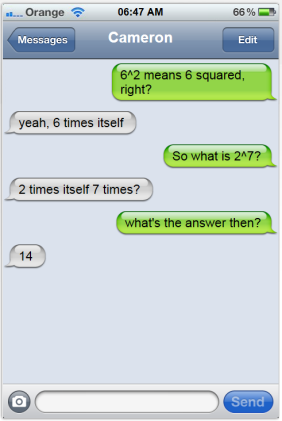 Orange 06:47 AM 66%
Messages Cameron Edit
6^2 means 6 squared,
right?
yeah, 6 times itself
So what is 2^7?
2 times itself 7 times?
what's the answer then?
14
Send